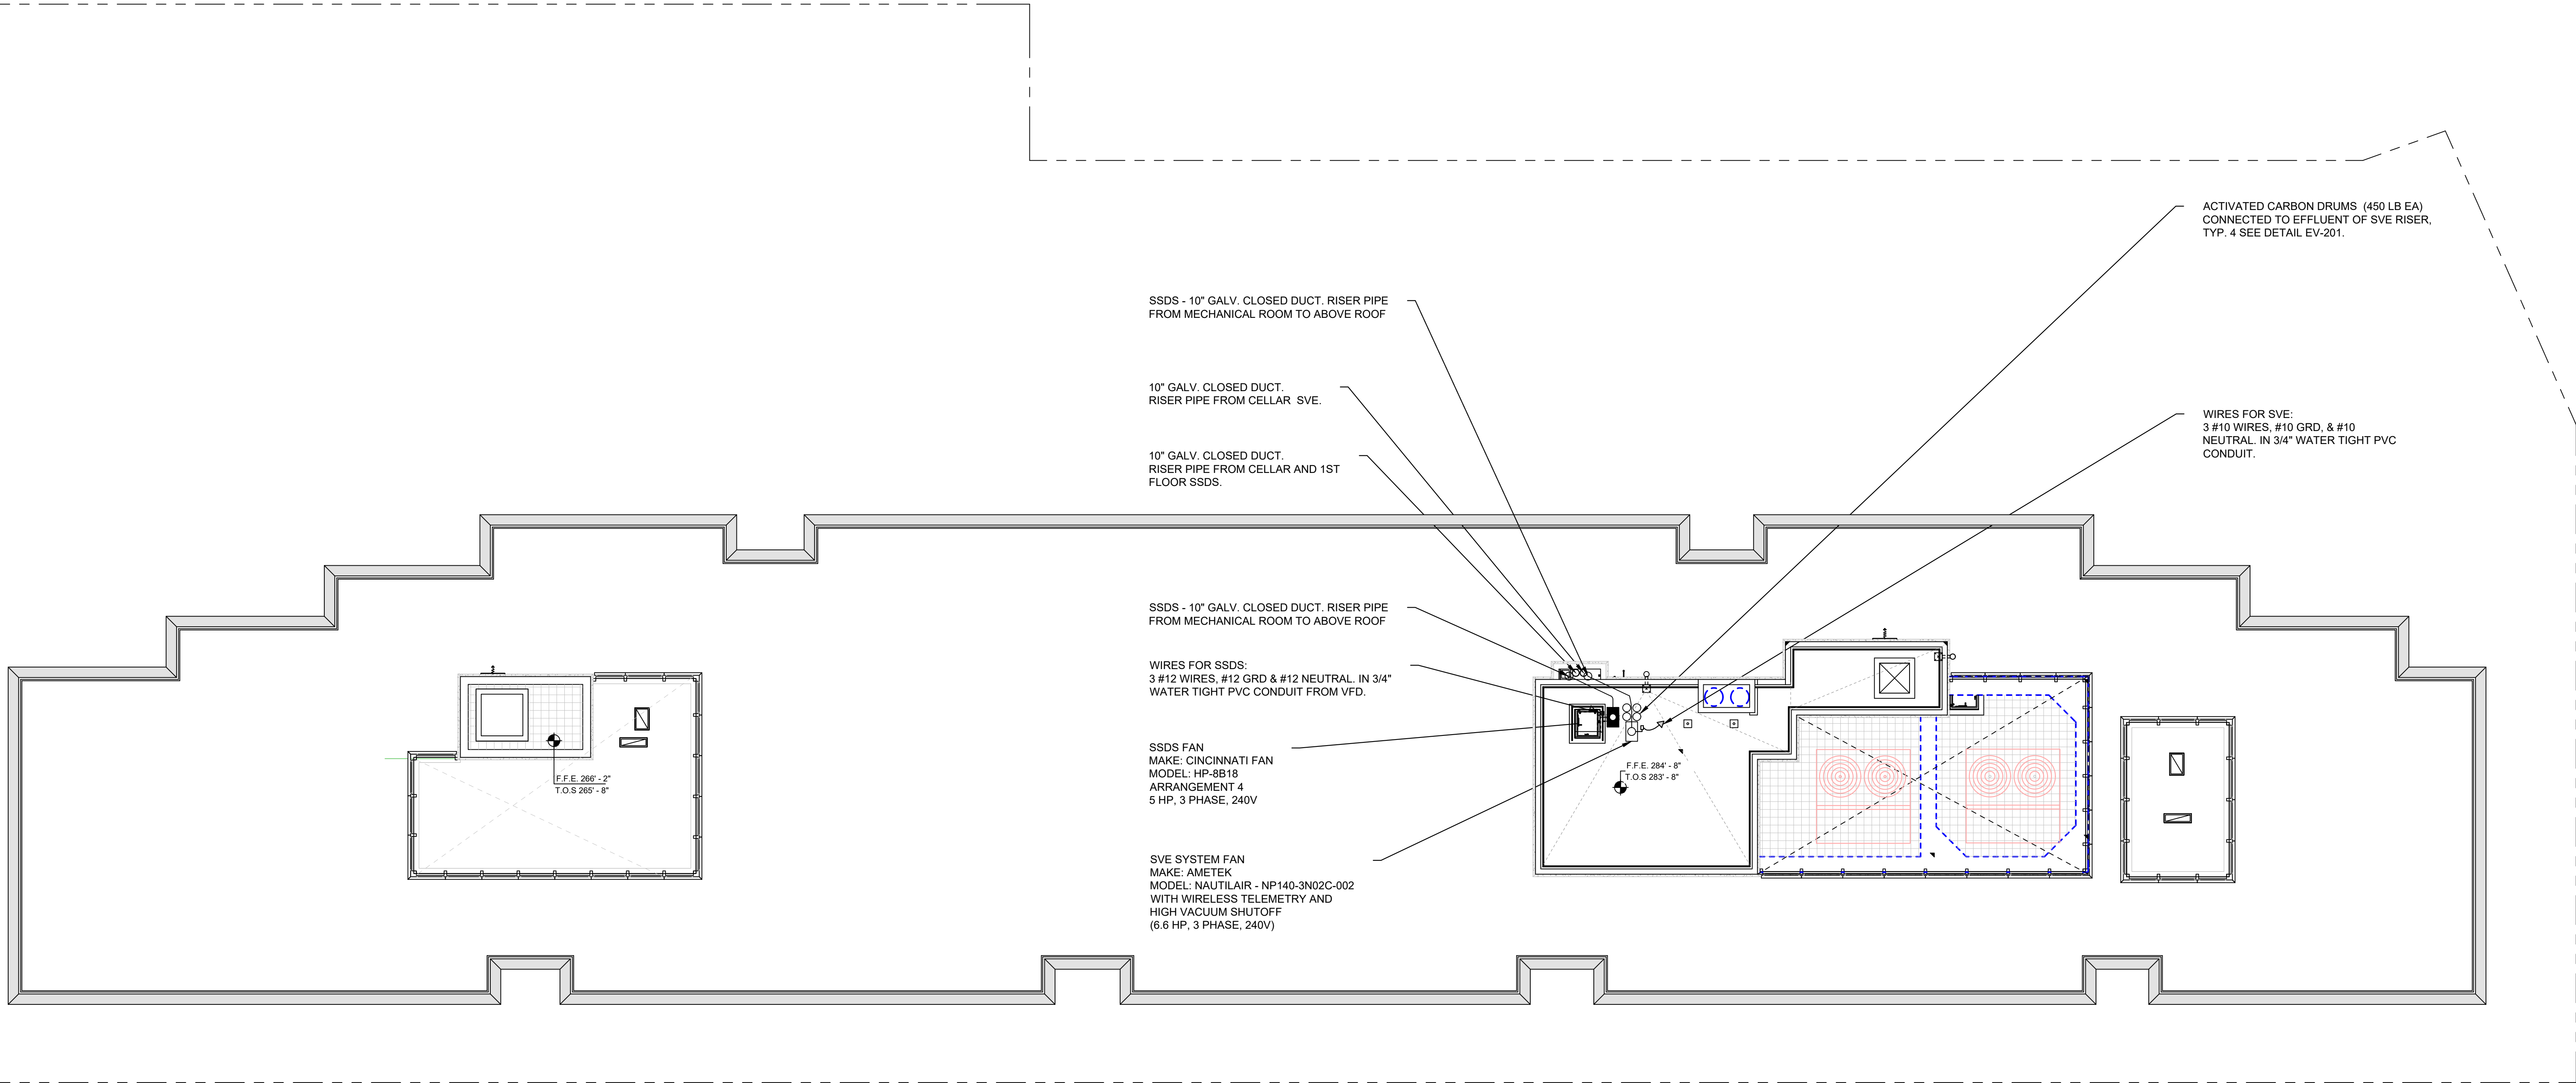 ACTIVATED CARBON DRUMS (450 LB EA)
CONNECTED TO EFFLUENT OF SVE RISER,
TYP. 4 SEE DETAIL EV-201.
SSDS - 10" GALV. CLOSED DUCT. RISER PIPE
FROM MECHANICAL ROOM TO ABOVE ROOF
10" GALV. CLOSED DUCT.
RISER PIPE FROM CELLAR SVE.
WIRES FOR SVE:
3 #10 WIRES, #10 GRD, & #10
NEUTRAL. IN 3/4" WATER TIGHT PVC
CONDUIT.
10" GALV. CLOSED DUCT.
RISER PIPE FROM CELLAR AND 1ST
FLOOR SSDS.
SSDS - 10" GALV. CLOSED DUCT. RISER PIPE
FROM MECHANICAL ROOM TO ABOVE ROOF
WIRES FOR SSDS:
3 #12 WIRES, #12 GRD & #12 NEUTRAL. IN 3/4"
WATER TIGHT PVC CONDUIT FROM VFD.
SSDS FAN
MAKE: CINCINNATI FAN
MODEL: HP-8B18
ARRANGEMENT 4
5 HP, 3 PHASE, 240V
F.F.E. 266' - 2"
T.O.S 265' - 8"
F.F.E. 284' - 8"
T.O.S 283' - 8"
SVE SYSTEM FAN
MAKE: AMETEK
MODEL: NAUTILAIR - NP140-3N02C-002
WITH WIRELESS TELEMETRY AND
HIGH VACUUM SHUTOFF
(6.6 HP, 3 PHASE, 240V)